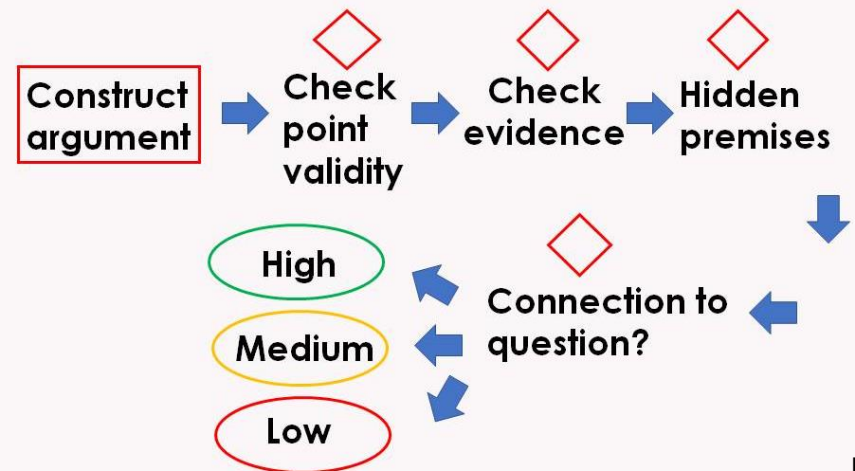 Construct
argument
Check
point
validity
Check
evidence
Hidden
premises
Connection to
question?
High
Medium
Low